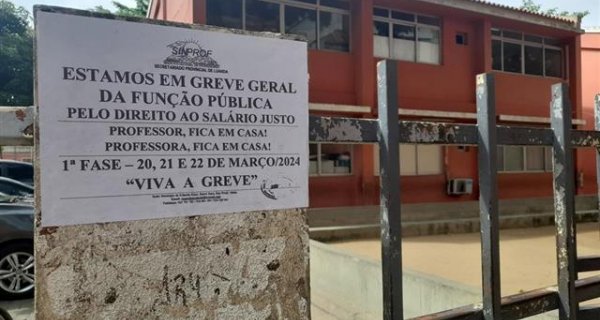 SINPROF
SECRETARIADO PROVINCIAL DE LUANDA
ESTAMOS EM GREVE GERAL
DA FUNÇÃO PÚBLICA
PELO DIREITO AO SALÁRIO JUSTO
PROFESSOR, FICA EM CASA!
PROFESSORA, FICA EM CASA!
1ª FASE – 20, 21 E 22 DE MARÇO/2024
“VIVA A GREVE”